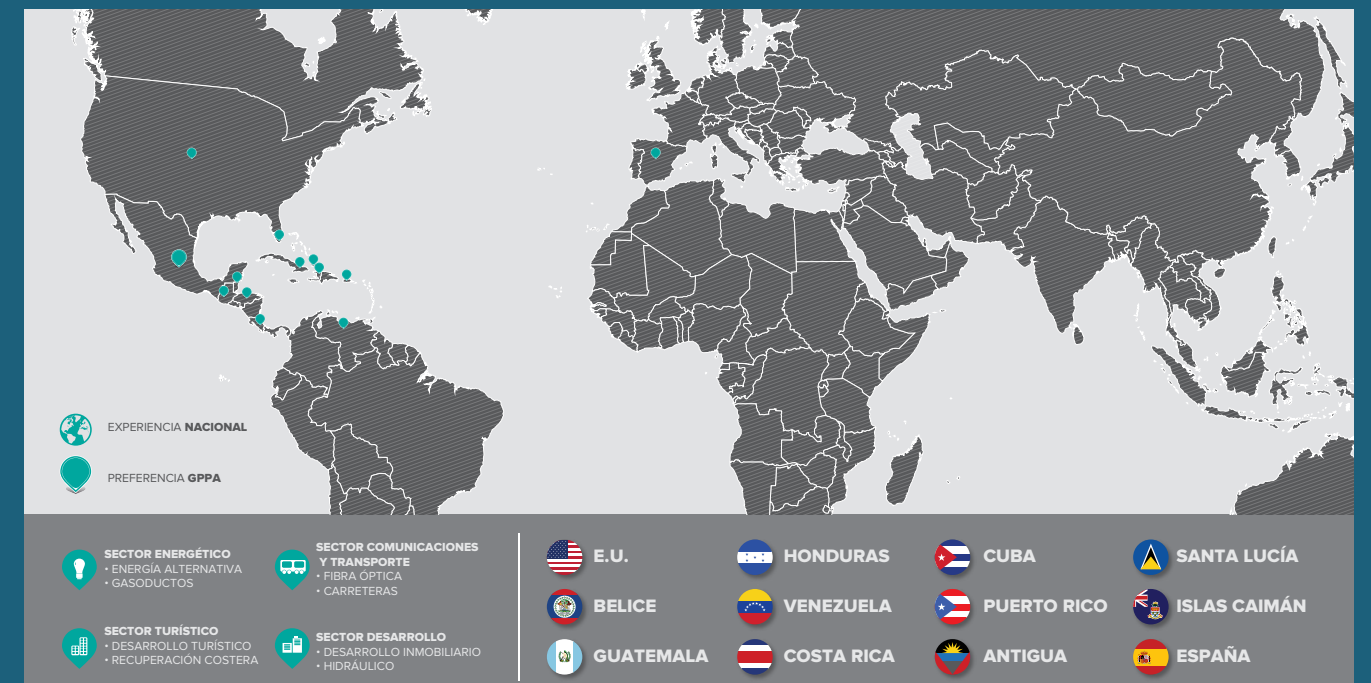 EXPERIENCIA NACIONAL
PREFERENCIA GPPA
SECTOR ENERGÉTICO
• ENERGÍA ALTERNATIVA
• GASODUCTOS
SECTOR COMUNICACIONES
Y TRANSPORTE
• FIBRA ÓPTICA
• CARRETERAS
SECTOR TURÍSTICO
• DESARROLLO TURÍSTICO
• RECUPERACIÓN COSTERA
SECTOR DESARROLLO
• DESARROLLO INMOBILIARIO
• HIDRÁULICO
E.U.
BELICE
GUATEMALA
HONDURAS
VENEZUELA
COSTA RICA
CUBA
PUERTO RICO
ANTIGUA
SANTA LUCÍA
ISLAS CAIMÁN
ESPAÑA